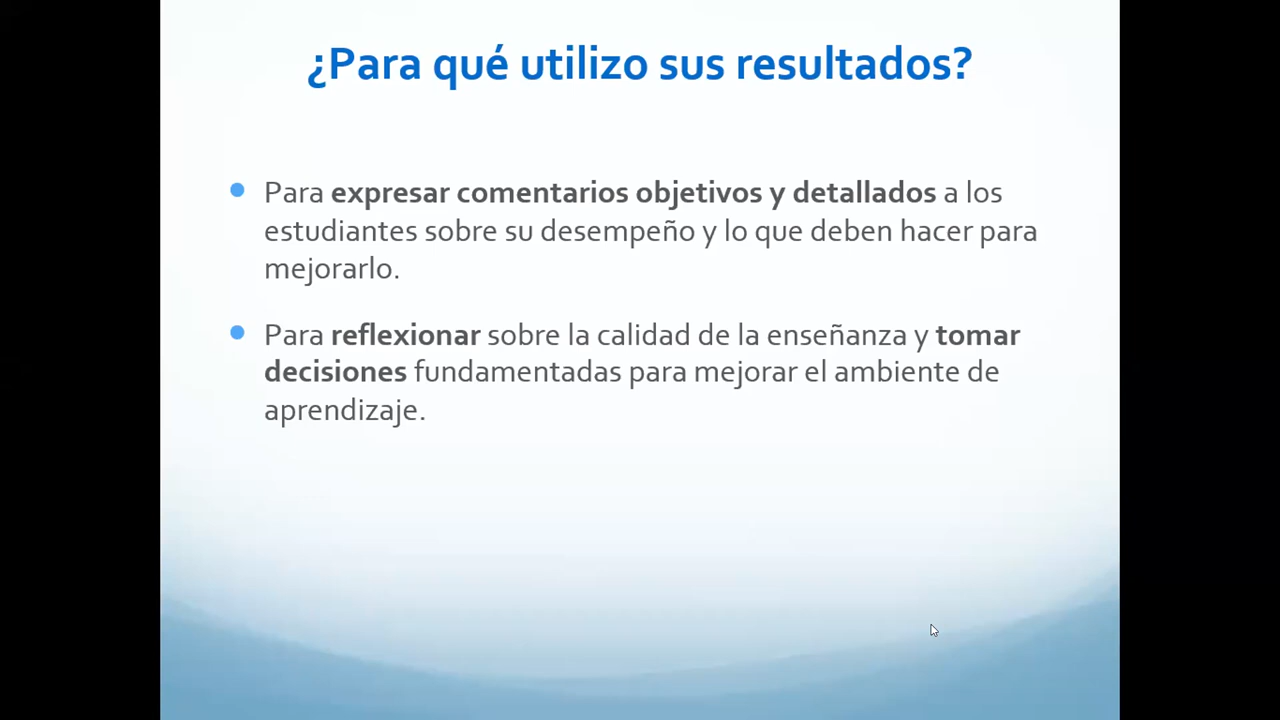 ¿Para qué utilizo sus resultados?
Para expresar comentarios objetivos y detallados a los
estudiantes sobre su desempeño y lo que deben hacer para
mejorarlo.
Para reflexionar sobre la calidad de la enseñanza y tomar
decisiones fundamentadas para mejorar el ambiente de
aprendizaje.